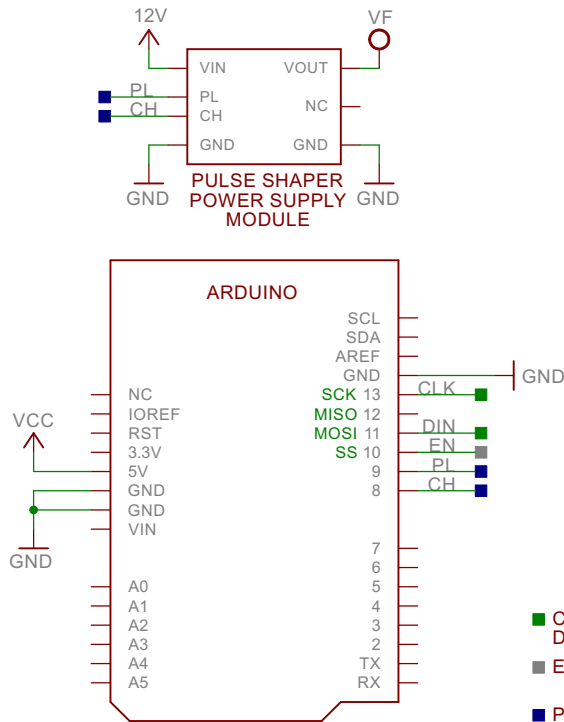 12V
VF
VIN VOUT
PL PL
NC
CH CH
GND GND
GND GND
PULSE SHAPER
POWER SUPPLY
MODULE
ARDUINO
SCL
SDA
AREF
GND GND
NC SCK 13 CLK
IOREF MISO 12
VCC
RST MOSI 11 DIN
3.3V SS 10 EN
5V 9 PL
GND 8 CH
GND
VIN
GND
7
6
A0 5
A1 4
A2 3
A3 2
A4 TX
A5 RX
C
D
E
P